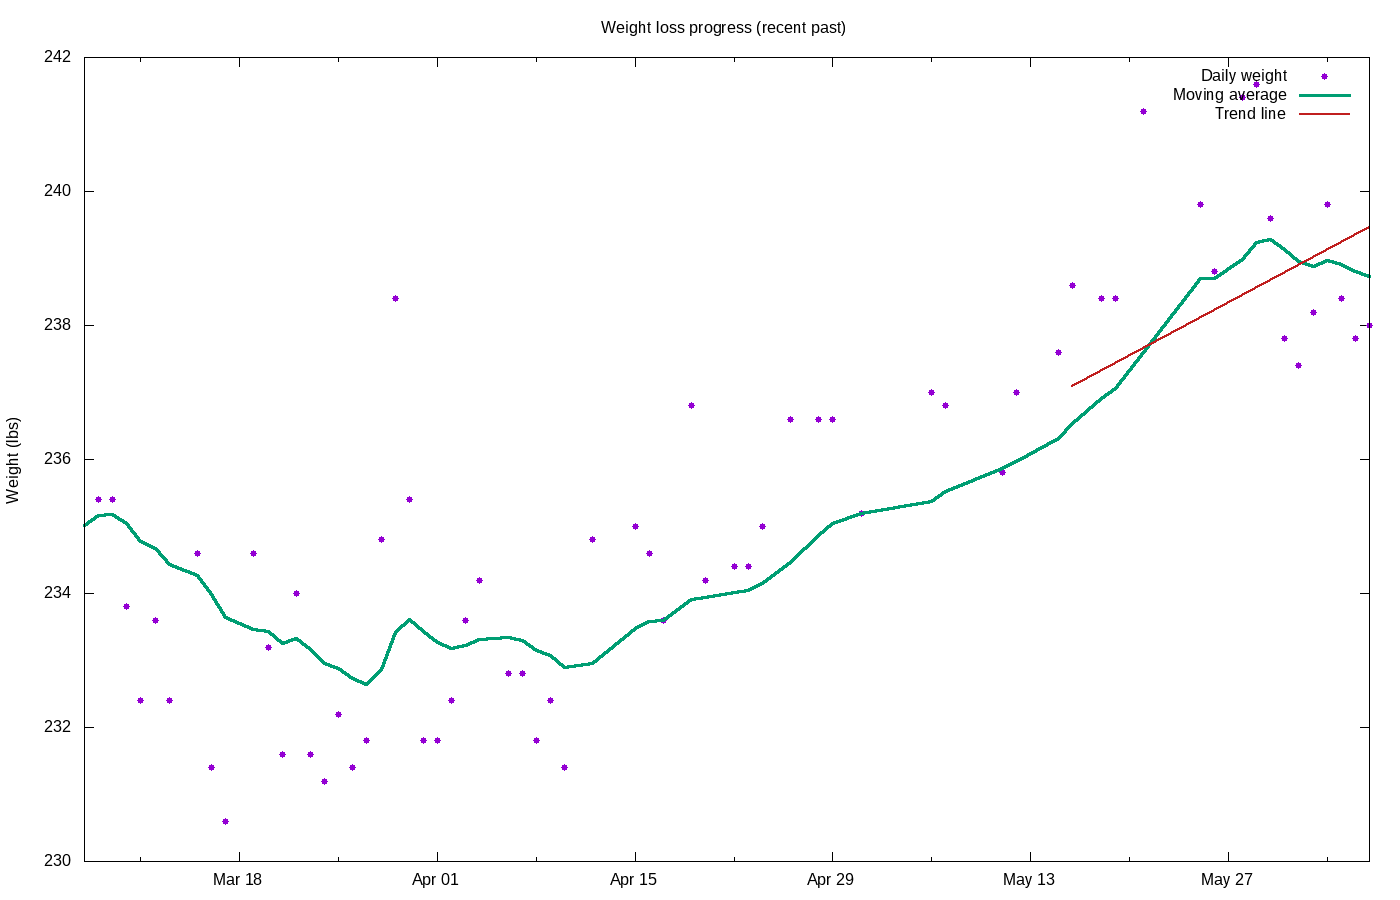 Weight loss progress (recent past)
242
240
238
236
234
232
230
Weight (lbs)
Daily weight
Moving average
Trend line
Mar 18
Apr 01
Apr 15
Apr 29
May 13
May 27